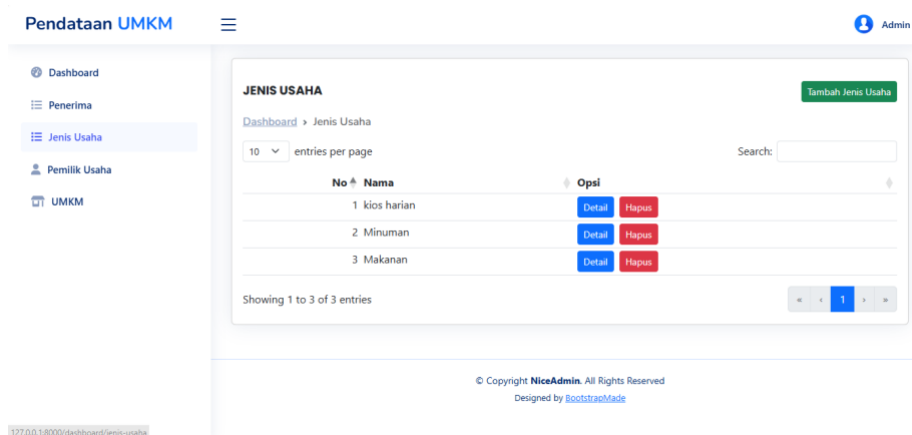 Pendataan UMKM
Admin
Dashboard
Penerima
Jenis Usaha
Pemilik Usaha
UMKM
JENIS USAHA
Tambah Jenis Usaha
Dashboard › Jenis Usaha
10 entries per page
Search:
No Nama Opsi
1 kios harian Detail Hapus
2 Minuman Detail Hapus
3 Makanan Detail Hapus
Showing 1 to 3 of 3 entries
« ‹ 1 › »
© Copyright NiceAdmin. All Rights Reserved
Designed by BootstrapMade
127.0.0.1:8000/dashboard/jenis-usaha